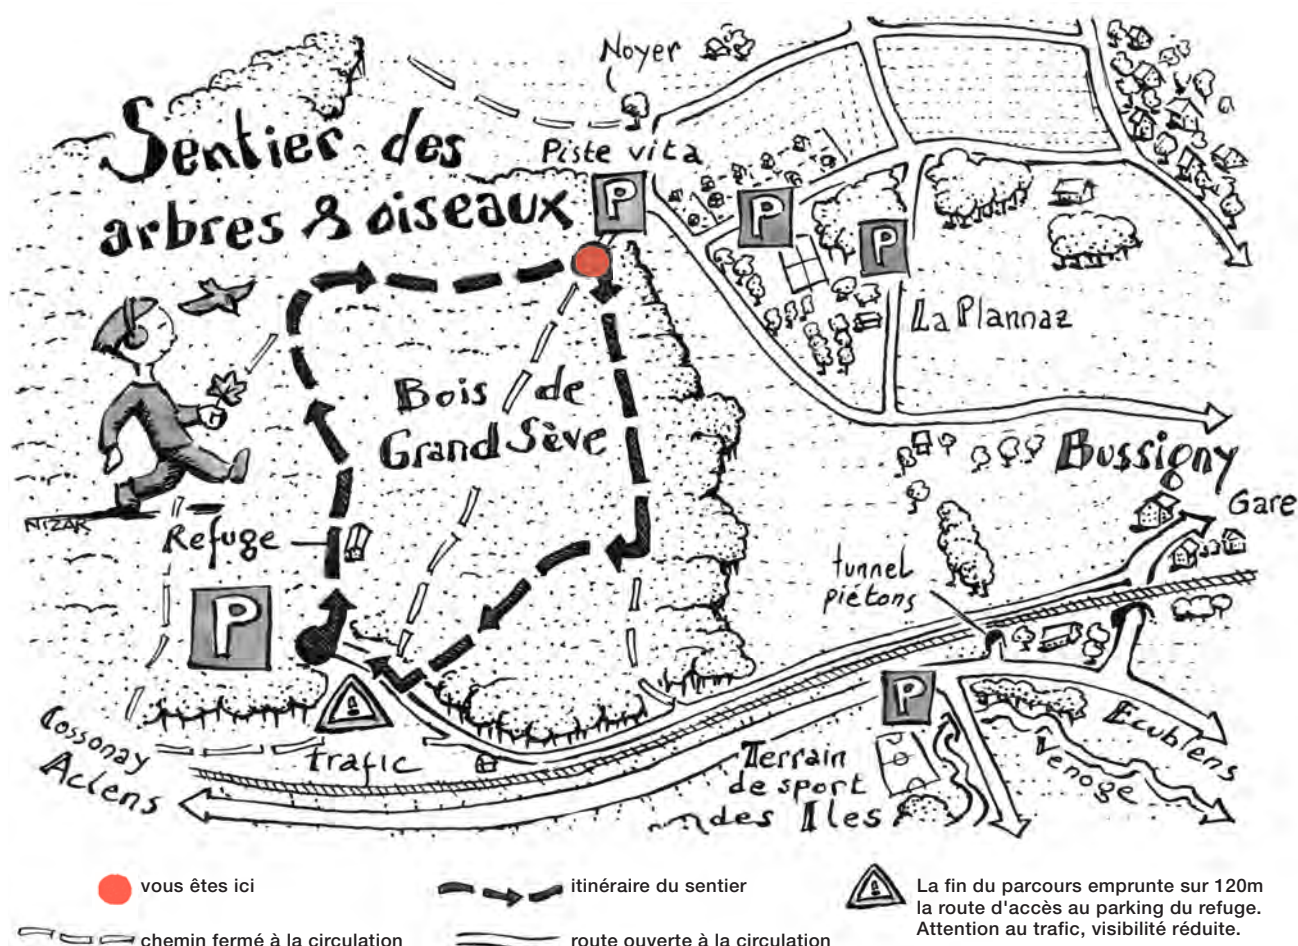 Noyer
Sentier des
arbres & oiseaux
Piste vita
P
P
P
La Plannaz
Bois de
Grand Sève
Bussigny
Gare
NIZAR
Refuge
tunnel
piétons
P
P
Cossonay
Aclens
trafic
Terrain
de sport
des Iles
Ecublens
Venoge
vous êtes ici
itinéraire du sentier
La fin du parcours emprunte sur 120m
la route d'accès au parking du refuge.
Attention au trafic, visibilité réduite.
chemin fermé à la circulation
route ouverte à la circulation